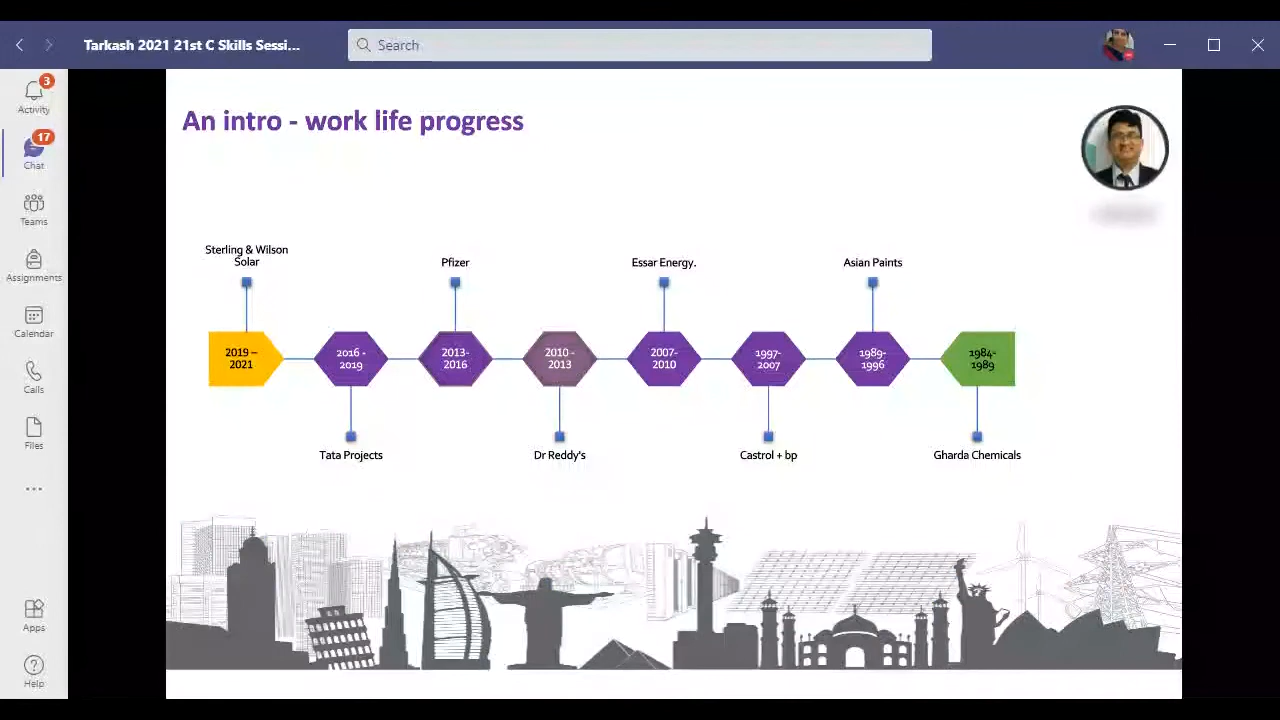 Tarkash 2021 21st C Skills Sessi...
Search
3
Activity
17
Chat
Teams
Assignments
Calendar
Calls
Files
Apps
Help
An intro - work life progress
Sterling & Wilson
Solar
Pfizer
Essar Energy.
Asian Paints
2019 –
2021
2016 -
2019
2013-
2016
2010 -
2013
2007-
2010
1997-
2007
1989-
1996
1984-
1989
Tata Projects
Dr Reddy's
Castrol + bp
Gharda Chemicals